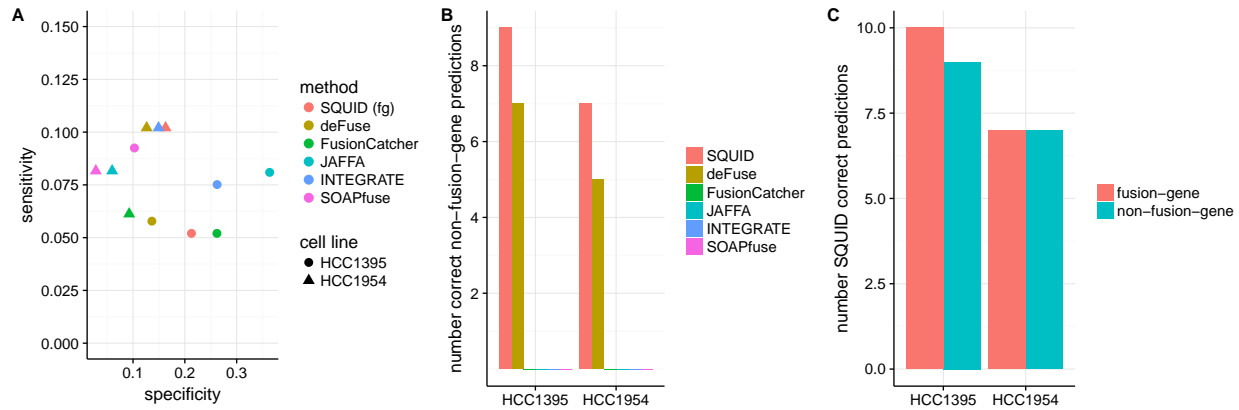 A
0.150
0.125
0.100
0.075
0.050
0.025
0.000
sensitivity
0.1
0.2
0.3
specificity
method
SQUID (fg)
deFuse
FusionCatcher
JAFFA
INTEGRATE
SOAPfuse
cell line
HCC1395
HCC1954
B
8
6
4
2
number correct non−fusion−gene predictions
HCC1395
HCC1954
SQUID
deFuse
FusionCatcher
JAFFA
INTEGRATE
SOAPfuse
C
10.0
7.5
5.0
2.5
0.0
number SQUID correct predictions
HCC1395
HCC1954
fusion−gene
non−fusion−gene